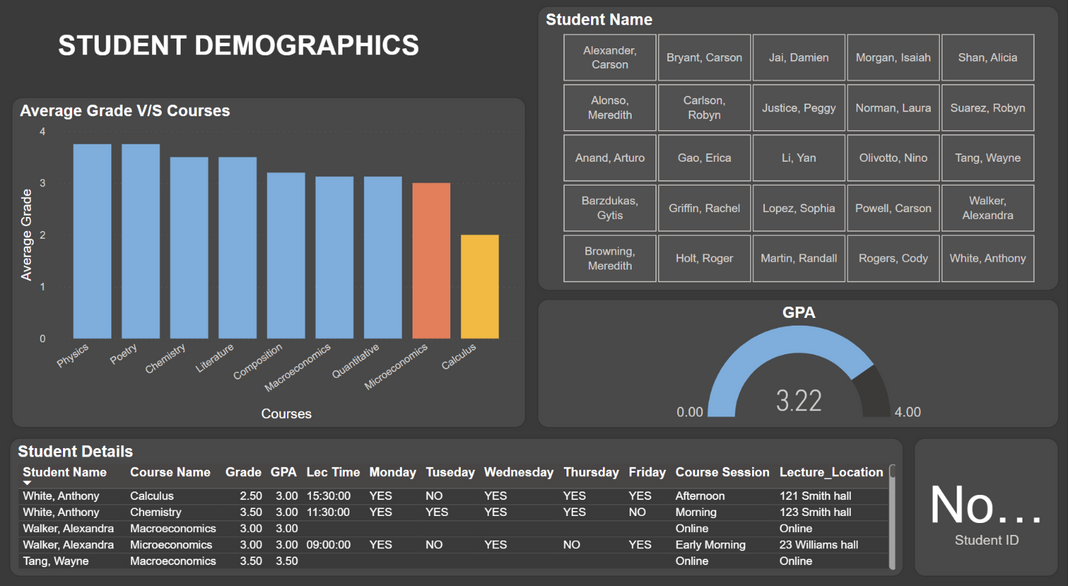 STUDENT DEMOGRAPHICS
Average Grade V/S Courses
4
3
2
1
0
Average Grade
Physics
Poetry
Chemistry
Literature
Composition
Macroeconomics
Quantitative
Microeconomics
Calculus
Courses
Student Name
Alexander,
Carson
Bryant, Carson
Jai, Damien
Morgan, Isaiah
Shan, Alicia
Alonso,
Meredith
Carlson,
Robyn
Justice, Peggy
Norman, Laura
Suarez, Robyn
Anand, Arturo
Gao, Erica
Li, Yan
Olivotto, Nino
Tang, Wayne
Barzdukas,
Gytis
Griffin, Rachel
Lopez, Sophia
Powell, Carson
Walker,
Alexandra
Browning,
Meredith
Holt, Roger
Martin, Randall
Rogers, Cody
White, Anthony
GPA
3.22
0.00
4.00
Student Details
Student Name Course Name Grade GPA Lec Time Monday Tuseday Wednesday Thursday Friday Course Session Lecture_Location
White, Anthony Calculus 2.50 3.00 15:30:00 YES NO YES YES YES Afternoon 121 Smith hall
White, Anthony Chemistry 3.50 3.00 11:30:00 YES YES YES YES NO Morning 123 Smith hall
Walker, Alexandra Macroeconomics 3.00 3.00 Online Online
Walker, Alexandra Microeconomics 3.00 3.00 09:00:00 YES NO YES NO YES Early Morning 23 Williams hall
Tang, Wayne Macroeconomics 3.50 3.50 Online Online
No...
Student ID